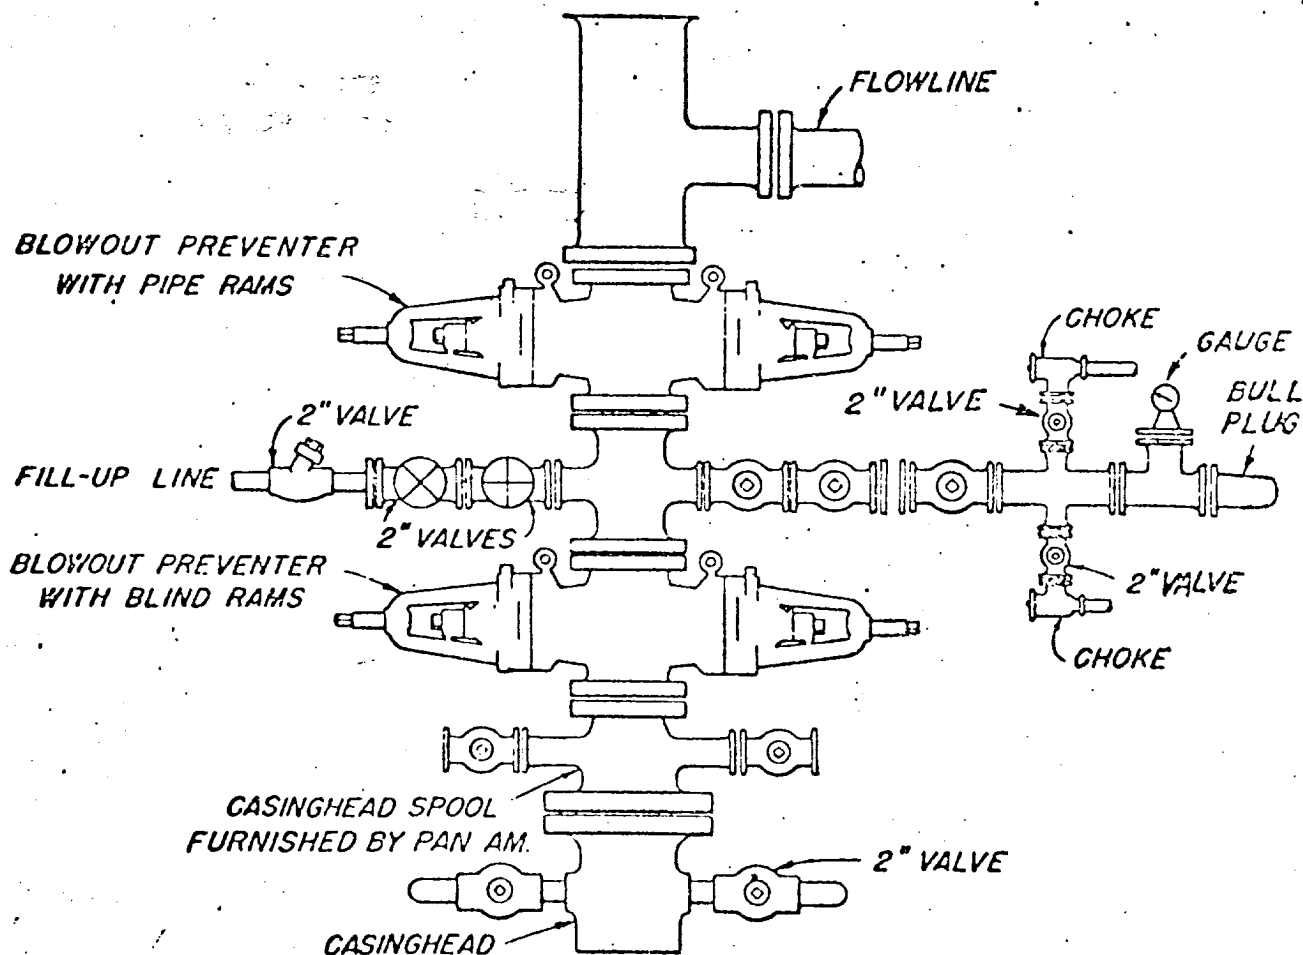 FLOWLINE
BLOWOUT PREVENTER
WITH PIPE RAMS
CHOKE
GAUGE
2" VALVE
BULL
PLUG
2" VALVE
FILL-UP LINE
2" VALVES
BLOWOUT PREVENTER
WITH BLIND RAMS
2" VALVE
CHOKE
CASINGHEAD SPOOL
FURNISHED BY PAN AM.
2" VALVE
CASINGHEAD